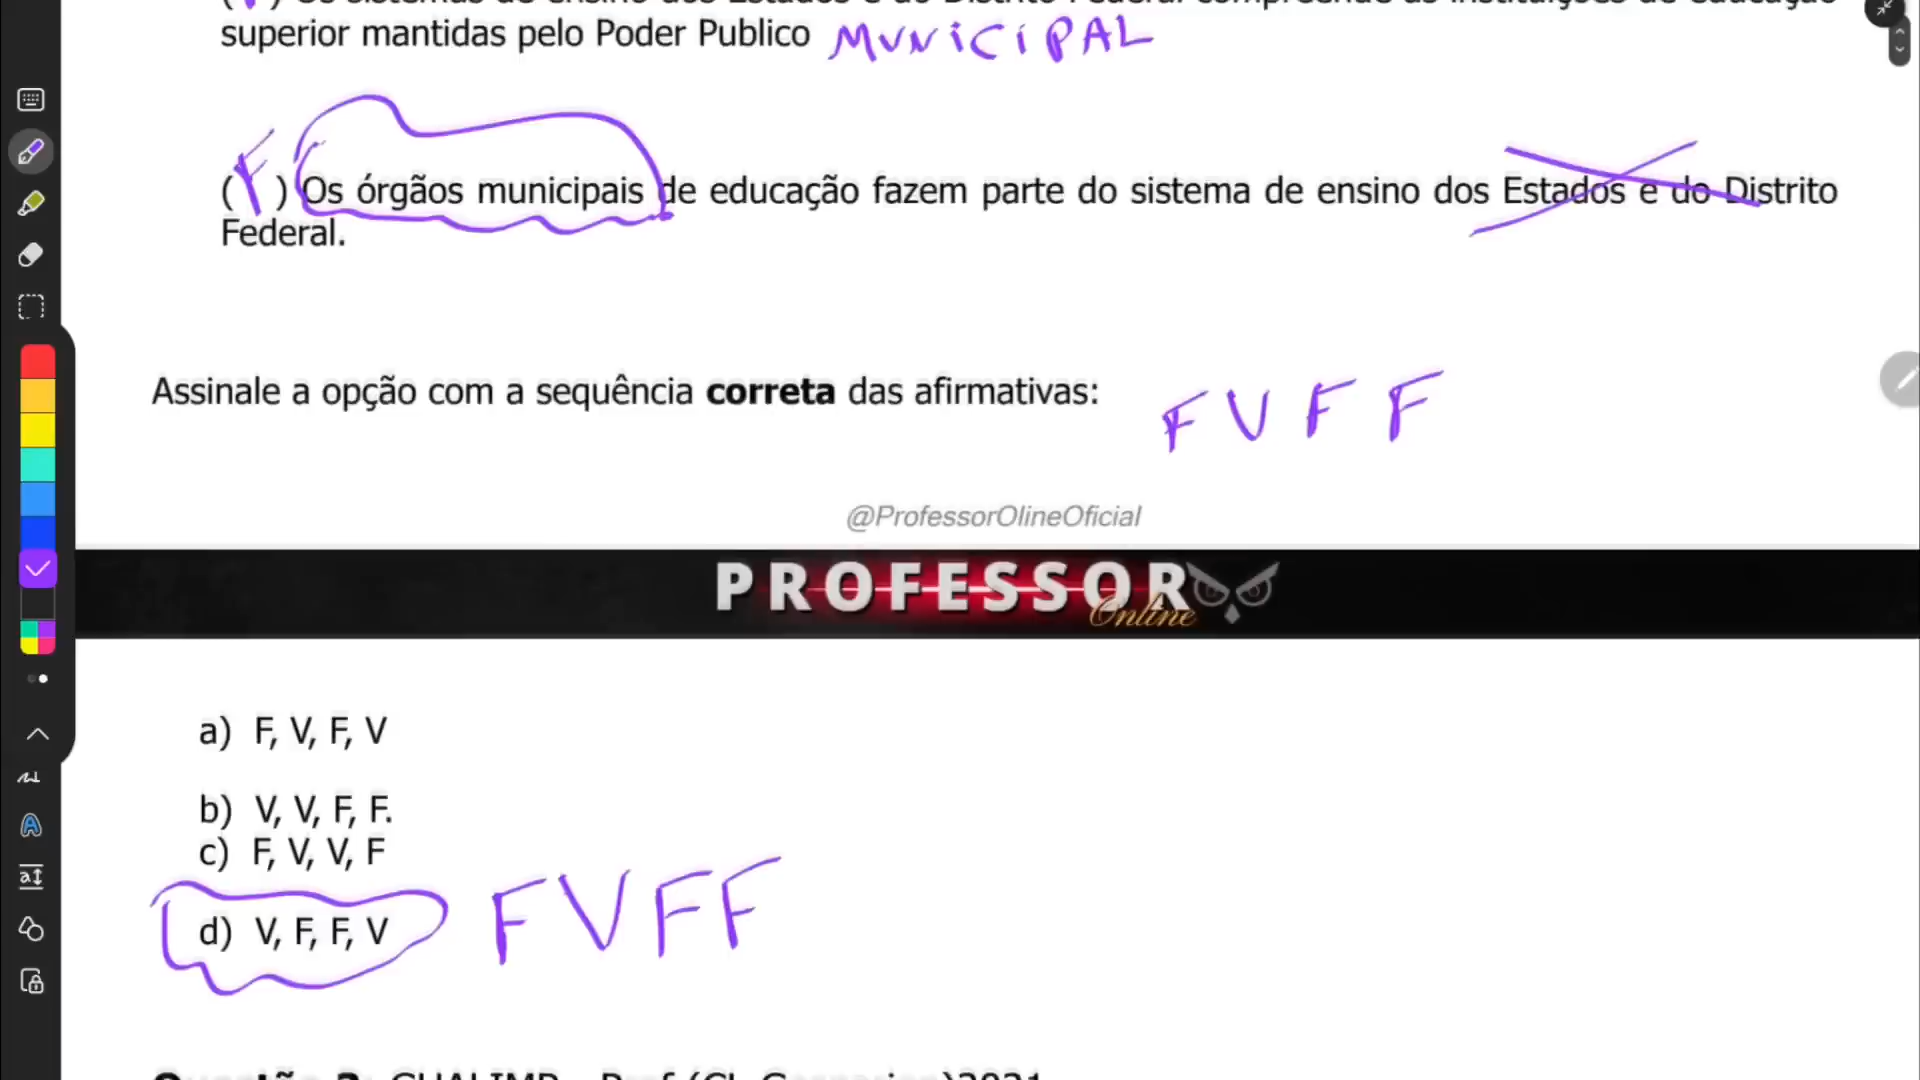 superior mantidas pelo Poder Publico MUNICIPAL
(F) Os órgãos municipais de educação fazem parte do sistema de ensino dos Estados e do Distrito
Federal.
Assinale a opção com a sequência correta das afirmativas:
F V F F
@ProfessorOlineOficial
PROFESSOR
Online
a) F, V, F, V
b) V, V, F, F.
c) F, V, V, F
d) V, F, F, V
F V F F